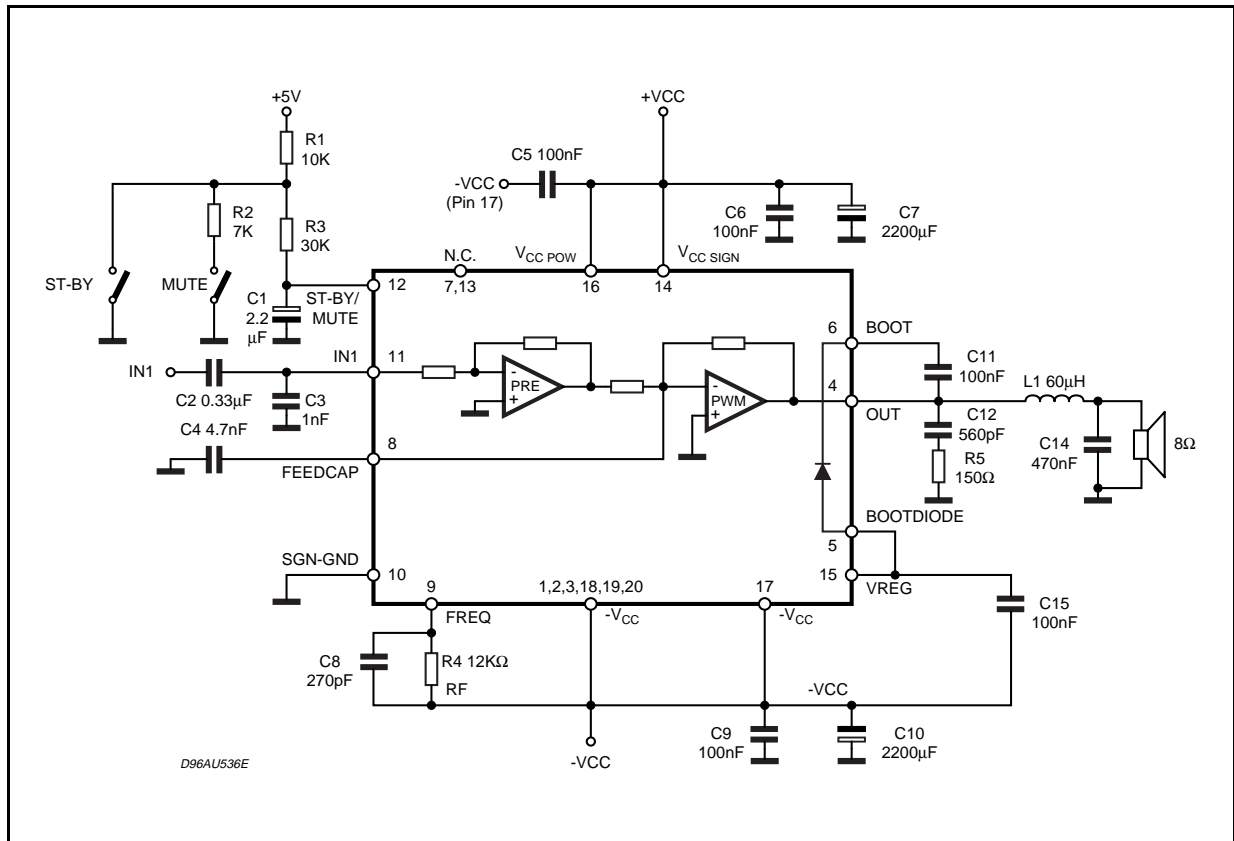 +5V
+VCC
R1
10K
C5 100nF
-VCC
(Pin 17)
R2
7K
R3
30K
C6
100nF
C7
2200µF
N.C.
VCC POW
VCC SIGN
ST-BY
MUTE
12
7,13
16
14
C1
2.2
µF
ST-BY/
MUTE
6
BOOT
IN1
IN1
11
C11
100nF
L1 60µH
-
PRE
+
-
PWM
+
4
OUT
C2 0.33µF
C3
1nF
C12
560pF
C4 4.7nF
8
FEEDCAP
R5
150Ω
C14
470nF
8Ω
BOOTDIODE
5
SGN-GND
10
15
VREG
9
FREQ
1,2,3,18,19,20
-VCC
17
-VCC
C15
100nF
C8
270pF
R4 12KΩ
RF
-VCC
C9
100nF
C10
2200µF
-VCC
D96AU536E